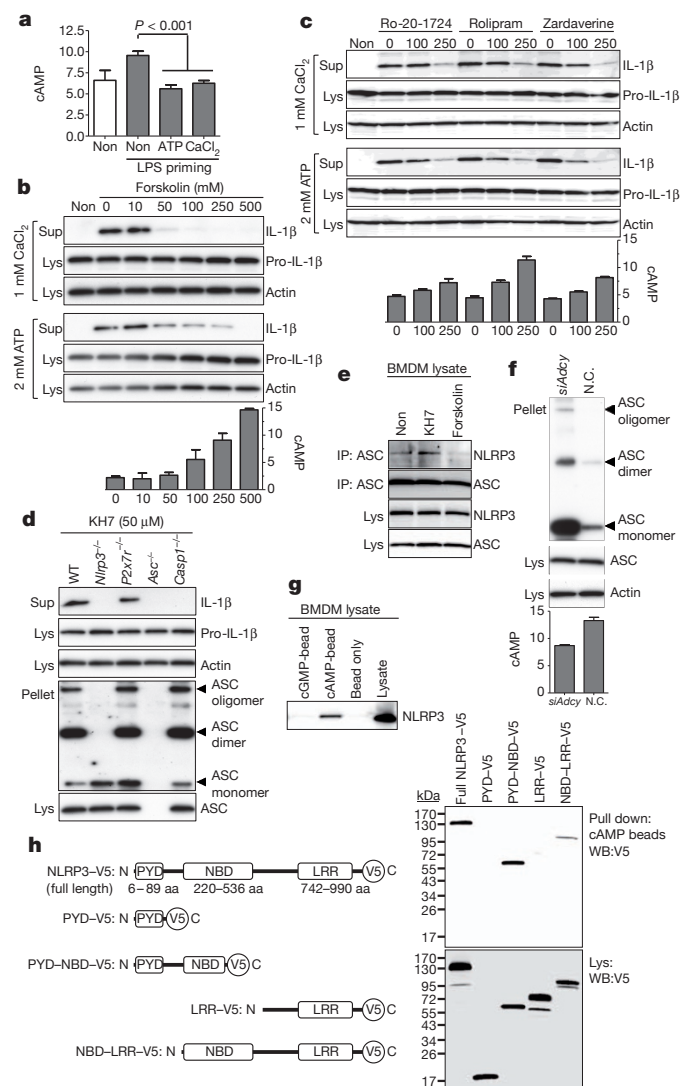 a
P < 0.001
12.5
10.0
7.5
5.0
2.5
0.0
cAMP
Non Non ATP CaCl2
LPS priming
b
Forskolin (mM)
Non 0 10 50 100 250 500
1 mM CaCl2
Sup IL-1β
Lys Pro-IL-1β
Lys Actin
2 mM ATP
Sup IL-1β
Lys Pro-IL-1β
Lys Actin
15
10
5
0
cAMP
0 10 50 100 250 500
c
Ro-20-1724 Rolipram Zardaverine
Non 0 100 250 0 100 250 0 100 250
1 mM CaCl2
Sup IL-1β
Lys Pro-IL-1β
Lys Actin
2 mM ATP
Sup IL-1β
Lys Pro-IL-1β
Lys Actin
15
10
5
0
cAMP
0 100 250 0 100 250 0 100 250
d
KH7 (50 μM)
WT Nlrp3–/– P2x7r–/– Asc–/– Casp1–/–
Sup IL-1β
Lys Pro-IL-1β
Lys Actin
Pellet ASC
oligomer
ASC
dimer
ASC
monomer
Lys ASC
e
BMDM lysate
Non KH7 Forskolin
IP: ASC NLRP3
IP: ASC ASC
Lys NLRP3
Lys ASC
f
siAdcy N.C.
Pellet ASC
oligomer
ASC
dimer
ASC
monomer
Lys ASC
Lys Actin
15
10
5
0
cAMP
siAdcy N.C.
g
BMDM lysate
cGMP-bead cAMP-bead Bead only Lysate
NLRP3
h
NLRP3–V5: N PYD NBD LRR V5 C
(full length) 6–89 aa 220–536 aa 742–990 aa
PYD–V5: N PYD V5 C
PYD–NBD–V5: N PYD NBD V5 C
LRR–V5: N LRR V5 C
NBD–LRR–V5: N NBD LRR V5 C
Full NLRP3–V5 PYD–V5 PYD–NBD–V5 LRR–V5 NBD–LRR–V5
kDa
170
130
95
72
55
43
34
26
17
Pull down:
cAMP beads
WB:V5
170
130
95
72
55
43
34
26
17
Lys:
WB:V5